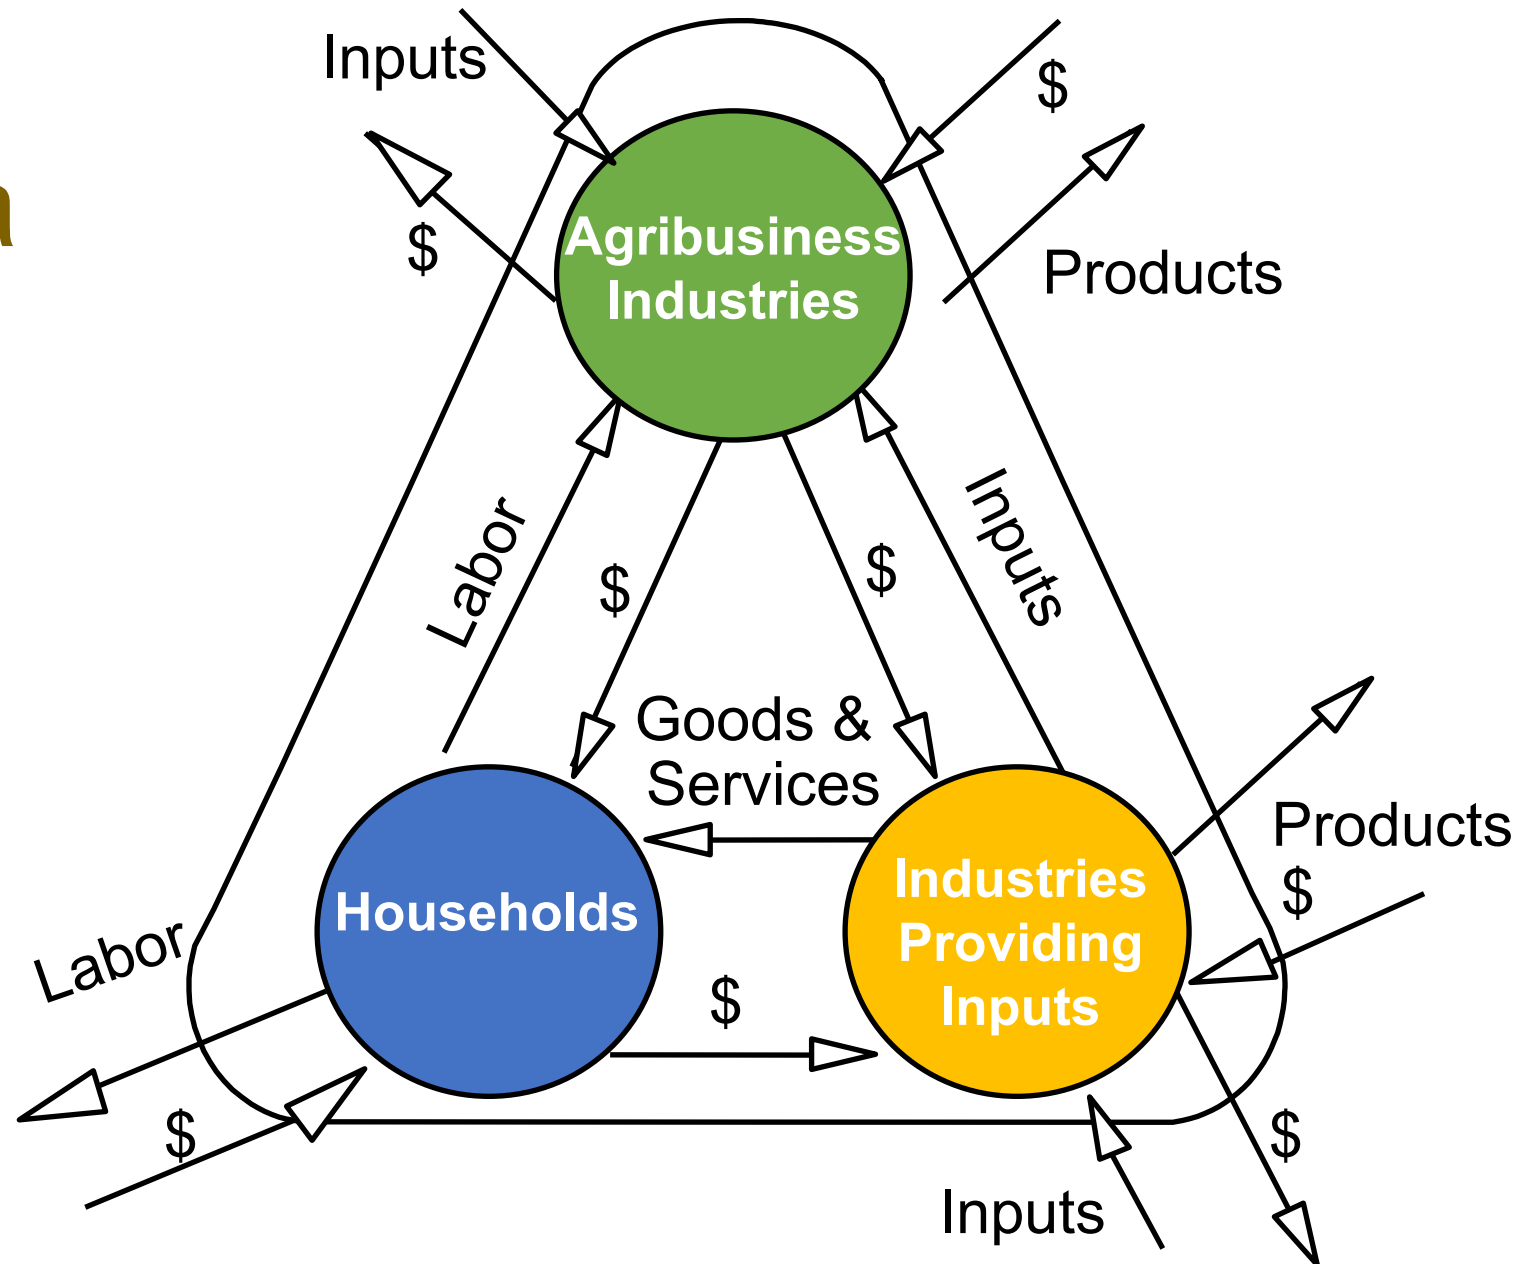 Inputs
$
$
Agribusiness
Industries
Products
Labor
$
$
Inputs
Goods &
Services
Products
Households
Industries
Providing
Inputs
$
Labor
$
$
$
Inputs